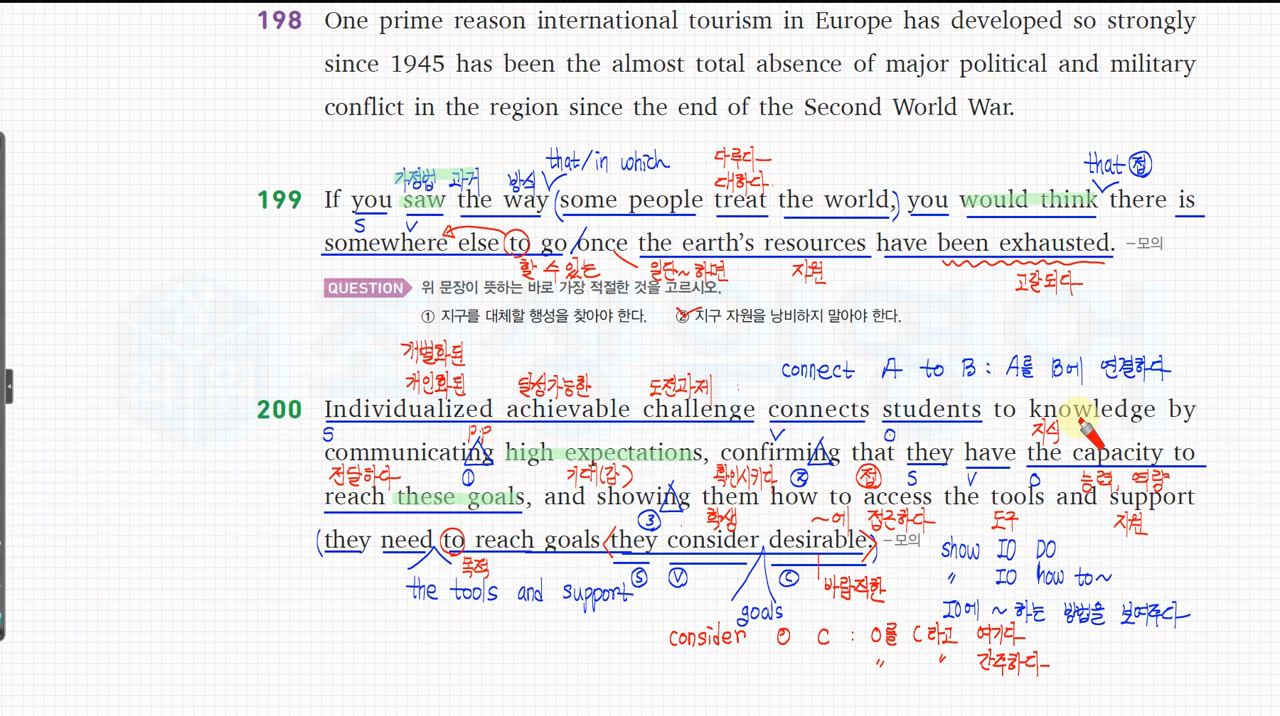 198 One prime reason international tourism in Europe has developed so strongly
since 1945 has been the almost total absence of major political and military
conflict in the region since the end of the Second World War.
that/in which 다루다
that 접
가정법 과거 방식 대하다.
199 If you saw the way (some people treat the world,) you would think there is
S V
somewhere else to go / once the earth's resources have been exhausted. –모의
할 수 있는 일단~하면 자원 고갈되다
QUESTION 위 문장이 뜻하는 바로 가장 적절한 것을 고르시오.
① 지구를 대체할 행성을 찾아야 한다. ② 지구 자원을 낭비하지 말아야 한다.
개별화된
connect A to B : A를 B에 연결하다
개인화된 달성가능한 도전과제
200 Individualized achievable challenge connects students to knowledge by
S P.P V O 지식
communicating high expectations, confirming that they have the capacity to
전달하다 ① 기대(감) 확인시키다 ② 접 S V O 능력, 역량
reach these goals, and showing them how to access the tools and support
③ 학생 ~에 접근하다 도구 자원
(they need to reach goals <they consider desirable.>) –모의
show IO DO
목적 S V C 바람직한
" IO how to~
the tools and support goals
IO에 ~하는 방법을 보여주다
consider O C : O를 C라고 여기다
" " 간주하다